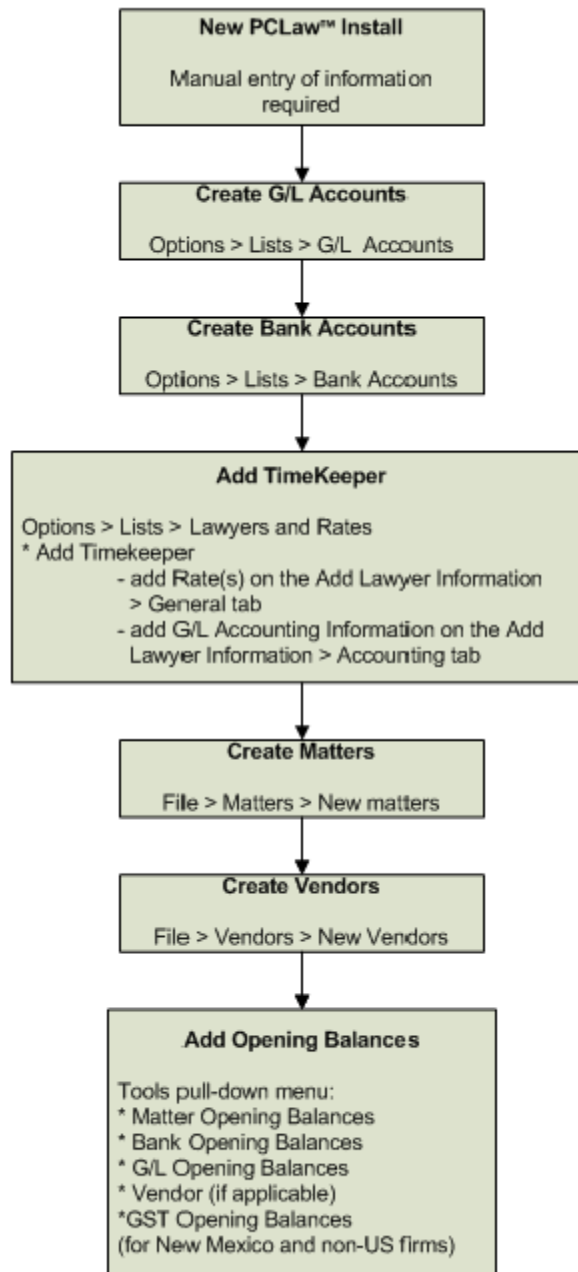 New PCLaw™ Install
Manual entry of information
required
Create G/L Accounts
Options > Lists > G/L Accounts
Create Bank Accounts
Options > Lists > Bank Accounts
Add TimeKeeper
Options > Lists > Lawyers and Rates
* Add Timekeeper
- add Rate(s) on the Add Lawyer Information
> General tab
- add G/L Accounting Information on the Add
Lawyer Information > Accounting tab
Create Matters
File > Matters > New matters
Create Vendors
File > Vendors > New Vendors
Add Opening Balances
Tools pull-down menu:
* Matter Opening Balances
* Bank Opening Balances
* G/L Opening Balances
* Vendor (if applicable)
*GST Opening Balances
(for New Mexico and non-US firms)